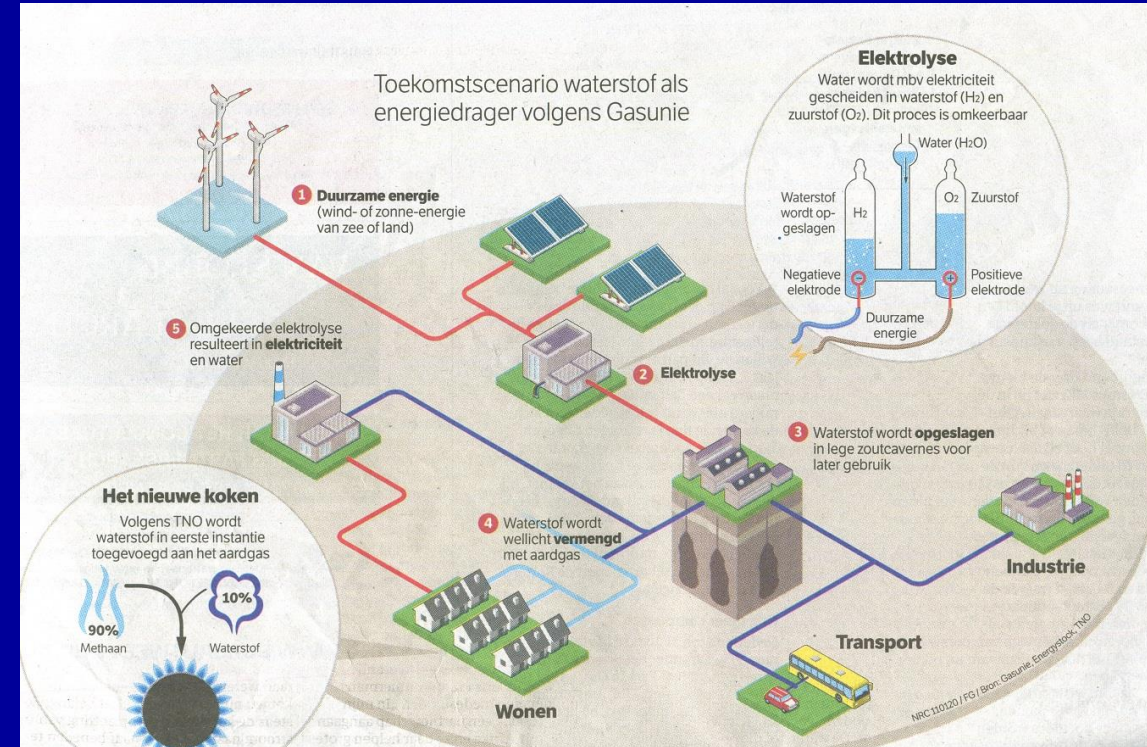 Toekomstscenario waterstof als
energiedrager volgens Gasunie
Elektrolyse
Water wordt mbv elektriciteit
gescheiden in waterstof (H2) en
zuurstof (O2). Dit proces is omkeerbaar
Water (H2O)
Waterstof
wordt op-
geslagen
H2
O2
Zuurstof
Negatieve
elektrode
−
+
Positieve
elektrode
Duurzame
energie
1 Duurzame energie
(wind- of zonne-energie
van zee of land)
5 Omgekeerde elektrolyse
resulteert in elektriciteit
en water
2 Elektrolyse
3 Waterstof wordt opgeslagen
in lege zoutcavernes voor
later gebruik
4 Waterstof wordt
wellicht vermengd
met aardgas
Industrie
Transport
Wonen
Het nieuwe koken
Volgens TNO wordt
waterstof in eerste instantie
toegevoegd aan het aardgas
90%
Methaan
10%
Waterstof
NRC 110120 / FG / Bron: Gasunie, Energystock, TNO